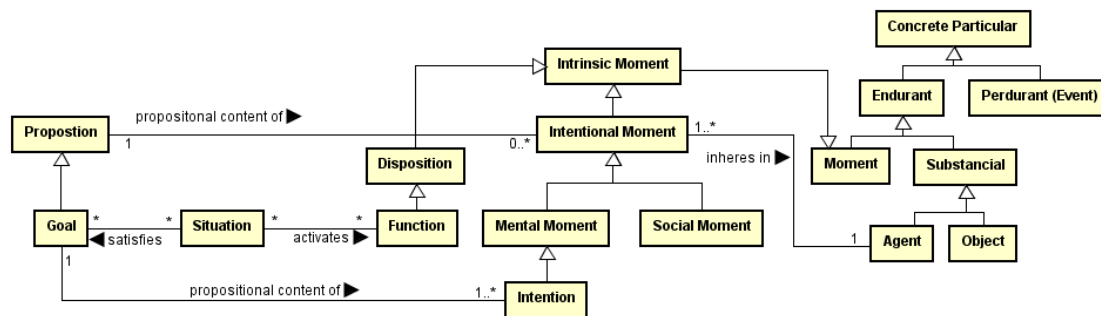 Concrete Particular
Intrinsic Moment
Endurant
Perdurant (Event)
propositonal content of ▶
Propostion
1
0..*
Intentional Moment
1..*
inheres in ▶
Moment
Substancial
Disposition
Goal
*
*
◀ satisfies
Situation
*
*
activates ▶
Function
Mental Moment
Social Moment
1
Agent
Object
1
propositional content of ▶
1..*
Intention